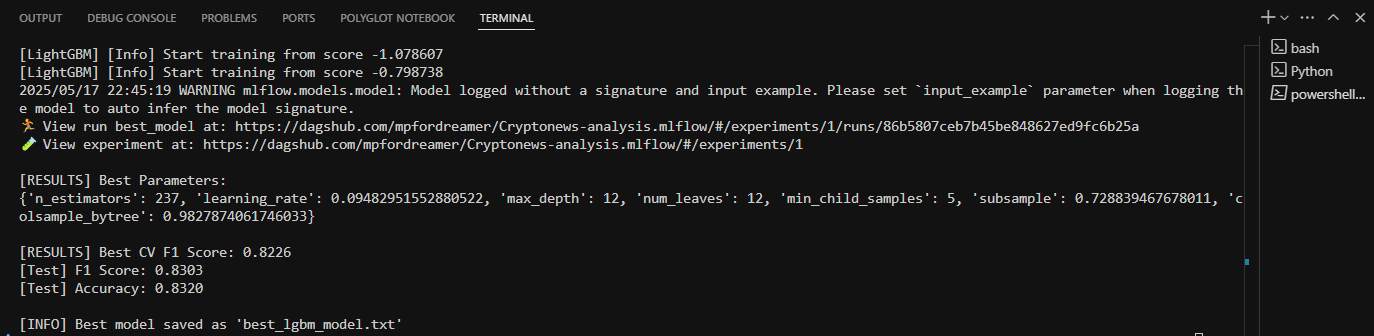 OUTPUT DEBUG CONSOLE PROBLEMS PORTS POLYGLOT NOTEBOOK TERMINAL
[LightGBM] [Info] Start training from score -1.078607
[LightGBM] [Info] Start training from score -0.798738
2025/05/17 22:45:19 WARNING mlflow.models.model: Model logged without a signature and input example. Please set `input_example` parameter when logging th
e model to auto infer the model signature.
🏃 View run best_model at: https://dagshub.com/mpfordreamer/Cryptonews-analysis.mlflow/#/experiments/1/runs/86b5807ceb7b45be848627ed9fc6b25a
🧪 View experiment at: https://dagshub.com/mpfordreamer/Cryptonews-analysis.mlflow/#/experiments/1
[RESULTS] Best Parameters:
{'n_estimators': 237, 'learning_rate': 0.09482951552880522, 'max_depth': 12, 'num_leaves': 12, 'min_child_samples': 5, 'subsample': 0.728839467678011, 'c
olsample_bytree': 0.9827874061746033}
[RESULTS] Best CV F1 Score: 0.8226
[Test] F1 Score: 0.8303
[Test] Accuracy: 0.8320
[INFO] Best model saved as 'best_lgbm_model.txt'
bash
Python
powershell...